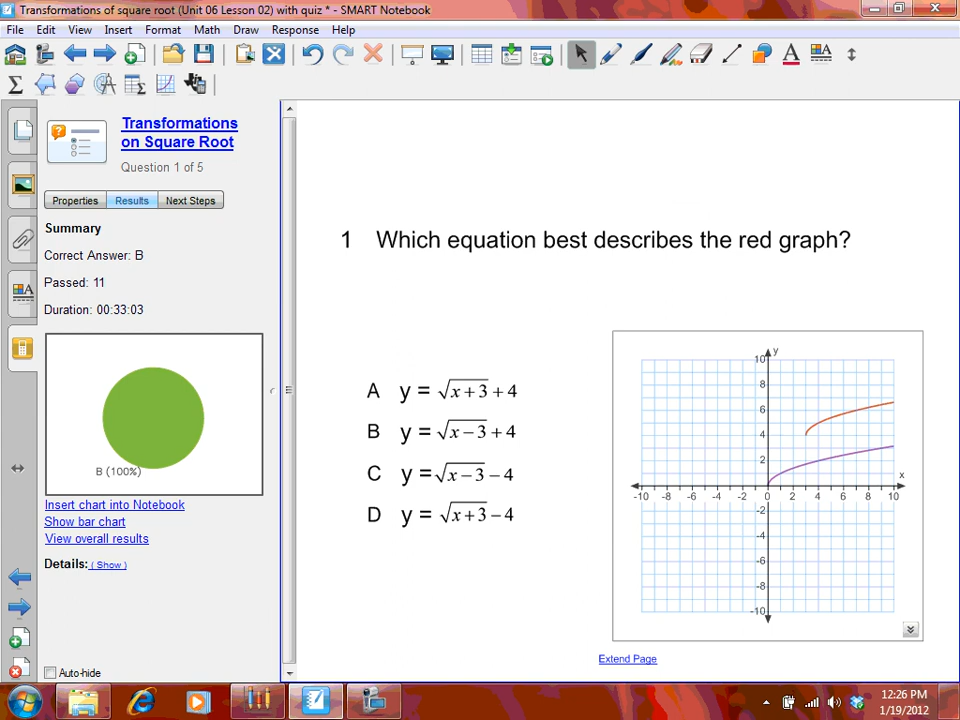 Transformations of square root (Unit 06 Lesson 02) with quiz * - SMART Notebook
File Edit View Insert Format Math Draw Response Help
Transformations
on Square Root
Question 1 of 5
Properties Results Next Steps
Summary
Correct Answer: B
Passed: 11
Duration: 00:33:03
B (100%)
Insert chart into Notebook
Show bar chart
View overall results
Details: ( Show )
Auto-hide
1 Which equation best describes the red graph?
A y = √(x+3) + 4
B y = √(x−3) + 4
C y = √(x−3) − 4
D y = √(x+3) − 4
y
10
8
6
4
2
x
-10 -8 -6 -4 -2 0 2 4 6 8 10
-2
-4
-6
-8
-10
Extend Page
12:26 PM
1/19/2012